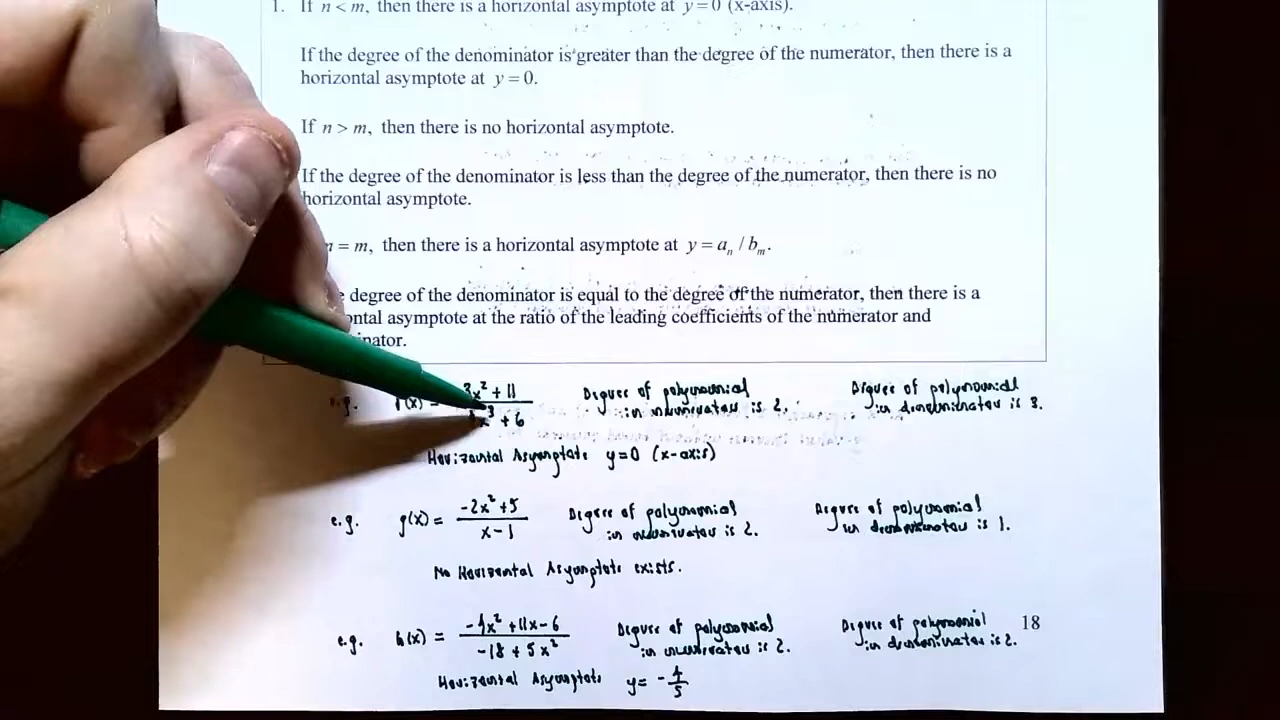 1. If n < m, then there is a horizontal asymptote at y = 0 (x-axis).
If the degree of the denominator is greater than the degree of the numerator, then there is a
horizontal asymptote at y = 0.
If n > m, then there is no horizontal asymptote.
If the degree of the denominator is less than the degree of the numerator, then there is no
horizontal asymptote.
= m, then there is a horizontal asymptote at y = aₙ / bₘ.
degree of the denominator is equal to the degree of the numerator, then there is a
ontal asymptote at the ratio of the leading coefficients of the numerator and
inator.
e.g. f(x) = 3x² + 11 Degree of polynomial Degree of polynomial
x³ + 6 in numerator is 2. in denominator is 3.
Horizontal Asymptote y=0 (x-axis)
e.g. g(x) = -2x² + 5 Degree of polynomial Degree of polynomial
x - 1 in numerator is 2. in denominator is 1.
No Horizontal Asymptote exists.
e.g. h(x) = -4x² + 11x - 6 Degree of polynomial Degree of polynomial 18
-18 + 5x² in numerator is 2. in denominator is 2.
Horizontal Asymptote y = -4/5